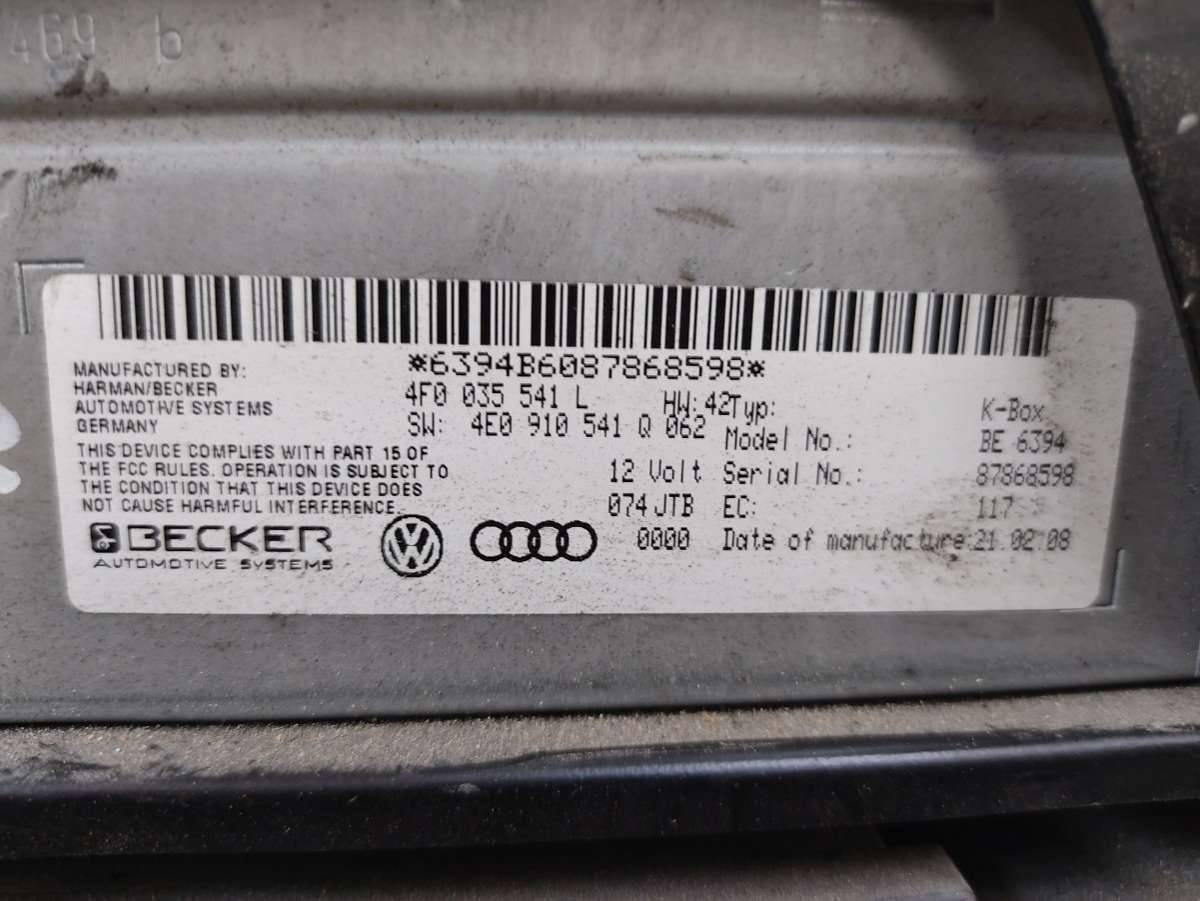 469 b
*6394B6087868598*
MANUFACTURED BY:
HARMAN/BECKER
AUTOMOTIVE SYSTEMS
GERMANY
4F0 035 541 L HW: 42
SW: 4E0 910 541 Q 062
Typ: K-Box
Model No.: BE 6394
THIS DEVICE COMPLIES WITH PART 15 OF
THE FCC RULES. OPERATION IS SUBJECT TO
THE CONDITION THAT THIS DEVICE DOES
NOT CAUSE HARMFUL INTERFERENCE.
12 Volt Serial No.: 87868598
074 JTB EC: 117
0000 Date of manufacture: 21.02.08
BECKER
AUTOMOTIVE SYSTEMS
VW